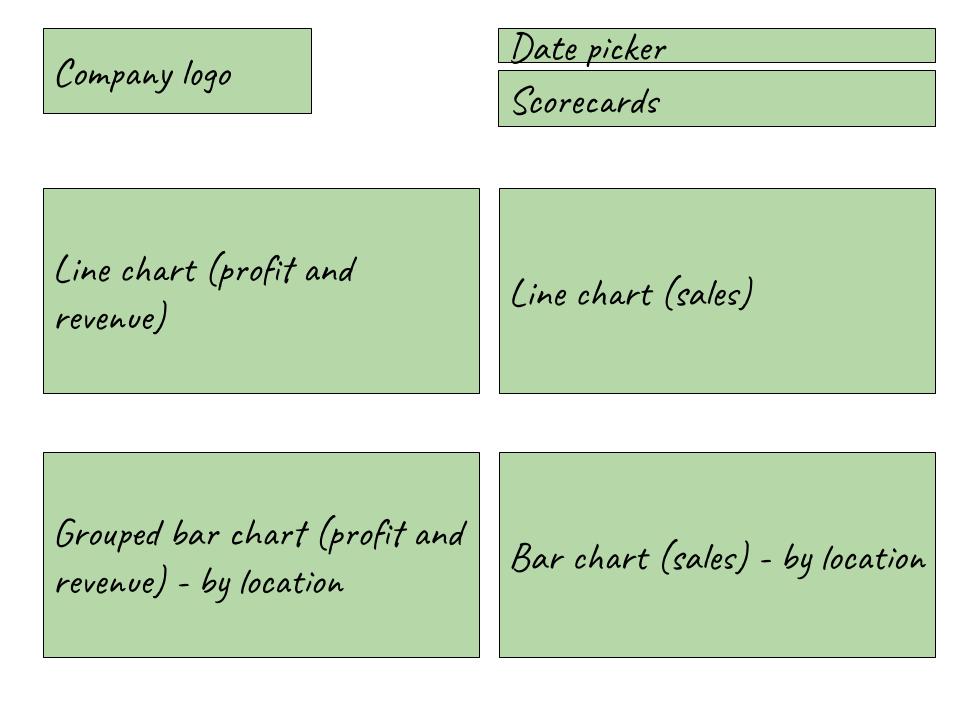 Company logo
Date picker
Scorecards
Line chart (profit and
revenue)
Line chart (sales)
Grouped bar chart (profit and
revenue) - by location
Bar chart (sales) - by location